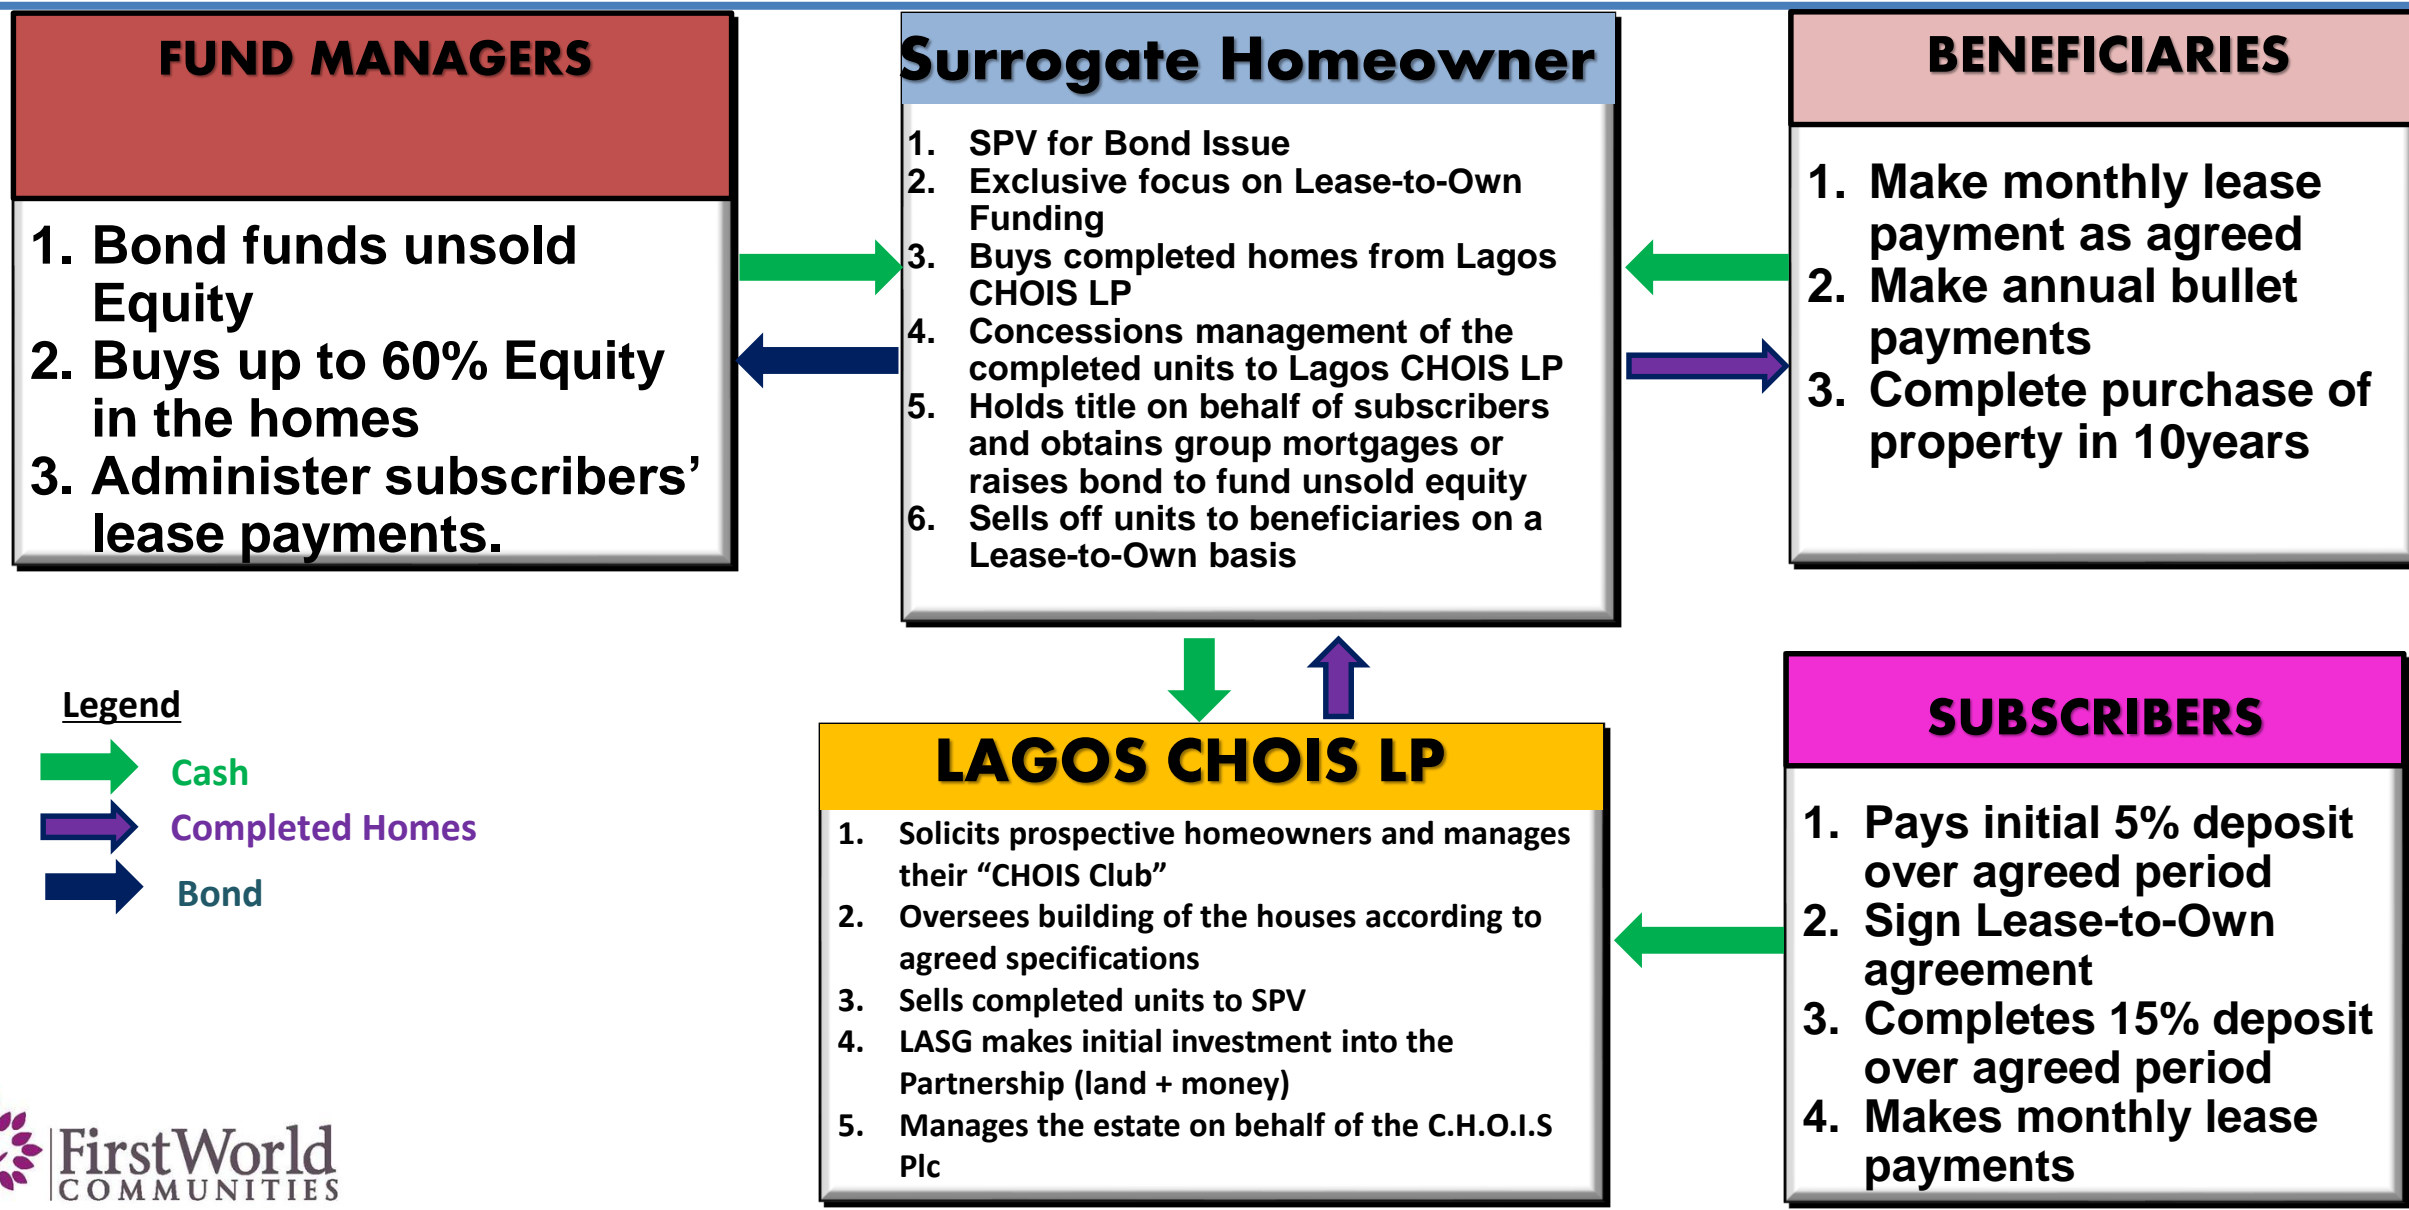 FUND MANAGERS
1. Bond funds unsold
Equity
2. Buys up to 60% Equity
in the homes
3. Administer subscribers’
lease payments.
Surrogate Homeowner
1. SPV for Bond Issue
2. Exclusive focus on Lease-to-Own
Funding
3. Buys completed homes from Lagos
CHOIS LP
4. Concessions management of the
completed units to Lagos CHOIS LP
5. Holds title on behalf of subscribers
and obtains group mortgages or
raises bond to fund unsold equity
6. Sells off units to beneficiaries on a
Lease-to-Own basis
BENEFICIARIES
1. Make monthly lease
payment as agreed
2. Make annual bullet
payments
3. Complete purchase of
property in 10years
Legend
Cash
Completed Homes
Bond
LAGOS CHOIS LP
1. Solicits prospective homeowners and manages
their “CHOIS Club”
2. Oversees building of the houses according to
agreed specifications
3. Sells completed units to SPV
4. LASG makes initial investment into the
Partnership (land + money)
5. Manages the estate on behalf of the C.H.O.I.S
Plc
SUBSCRIBERS
1. Pays initial 5% deposit
over agreed period
2. Sign Lease-to-Own
agreement
3. Completes 15% deposit
over agreed period
4. Makes monthly lease
payments
FirstWorld
COMMUNITIES